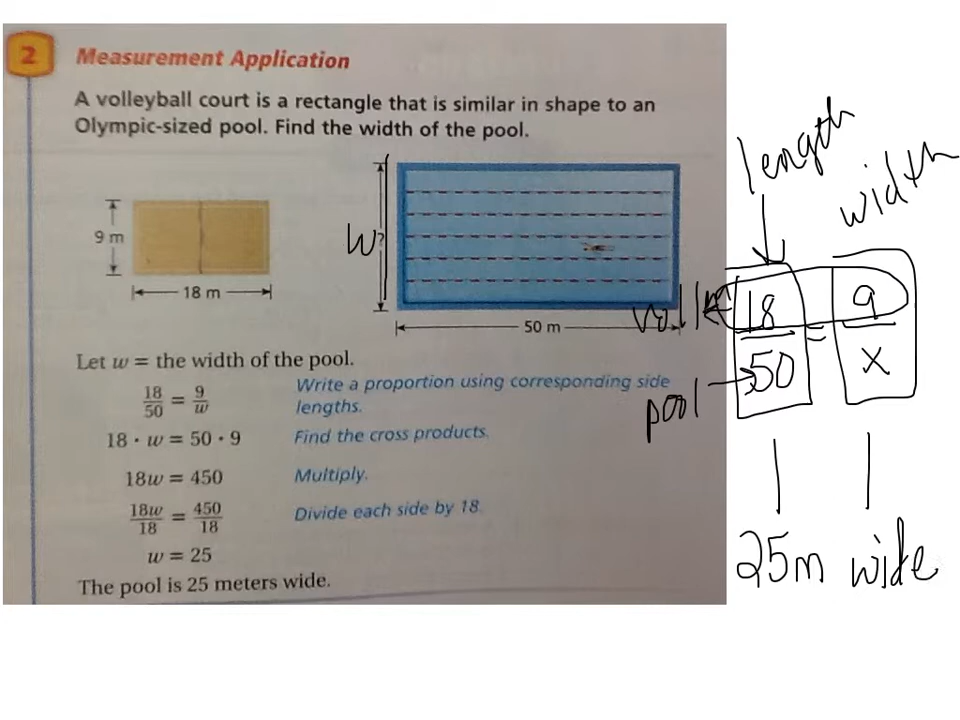 2 Measurement Application
A volleyball court is a rectangle that is similar in shape to an
Olympic-sized pool. Find the width of the pool.
9 m
18 m
W?
50 m
Let w = the width of the pool.
18/50 = 9/w Write a proportion using corresponding side
lengths.
18 · w = 50 · 9 Find the cross products.
18w = 450 Multiply.
18w/18 = 450/18 Divide each side by 18.
w = 25
The pool is 25 meters wide.
length
width
18/50 = 9/x
pool
25m wide